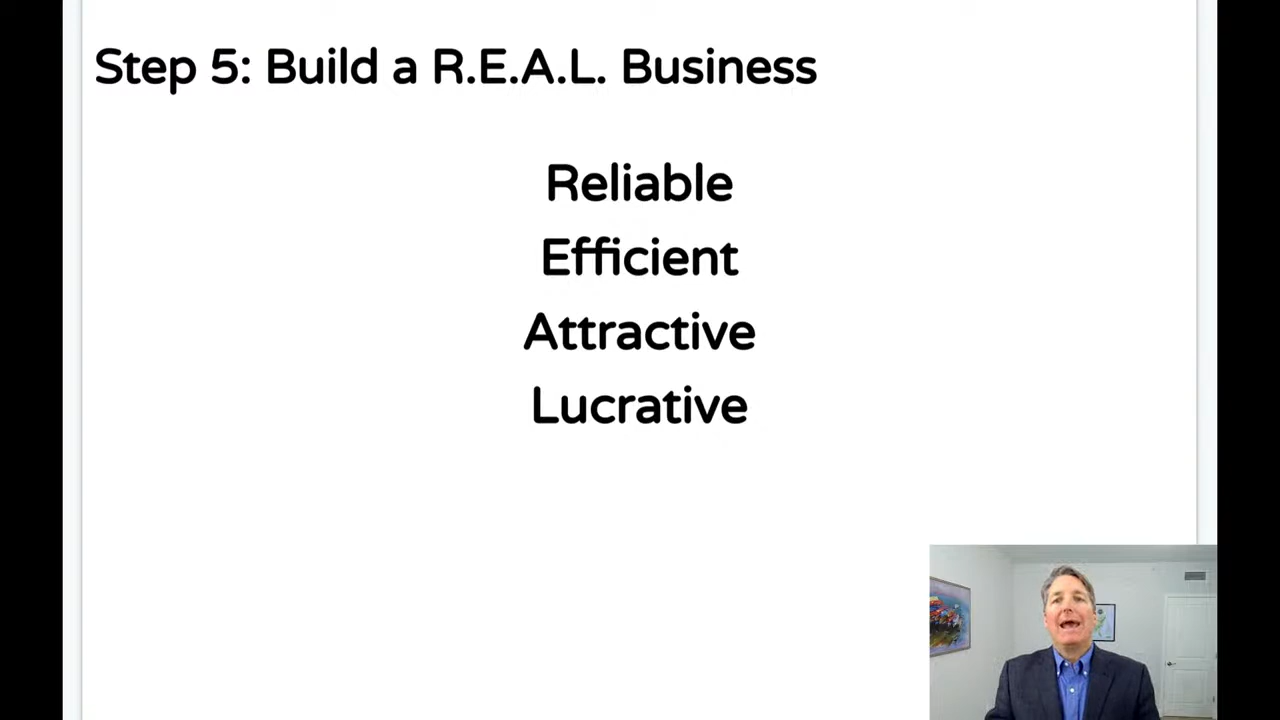 Step 5: Build a R.E.A.L. Business
Reliable
Efficient
Attractive
Lucrative